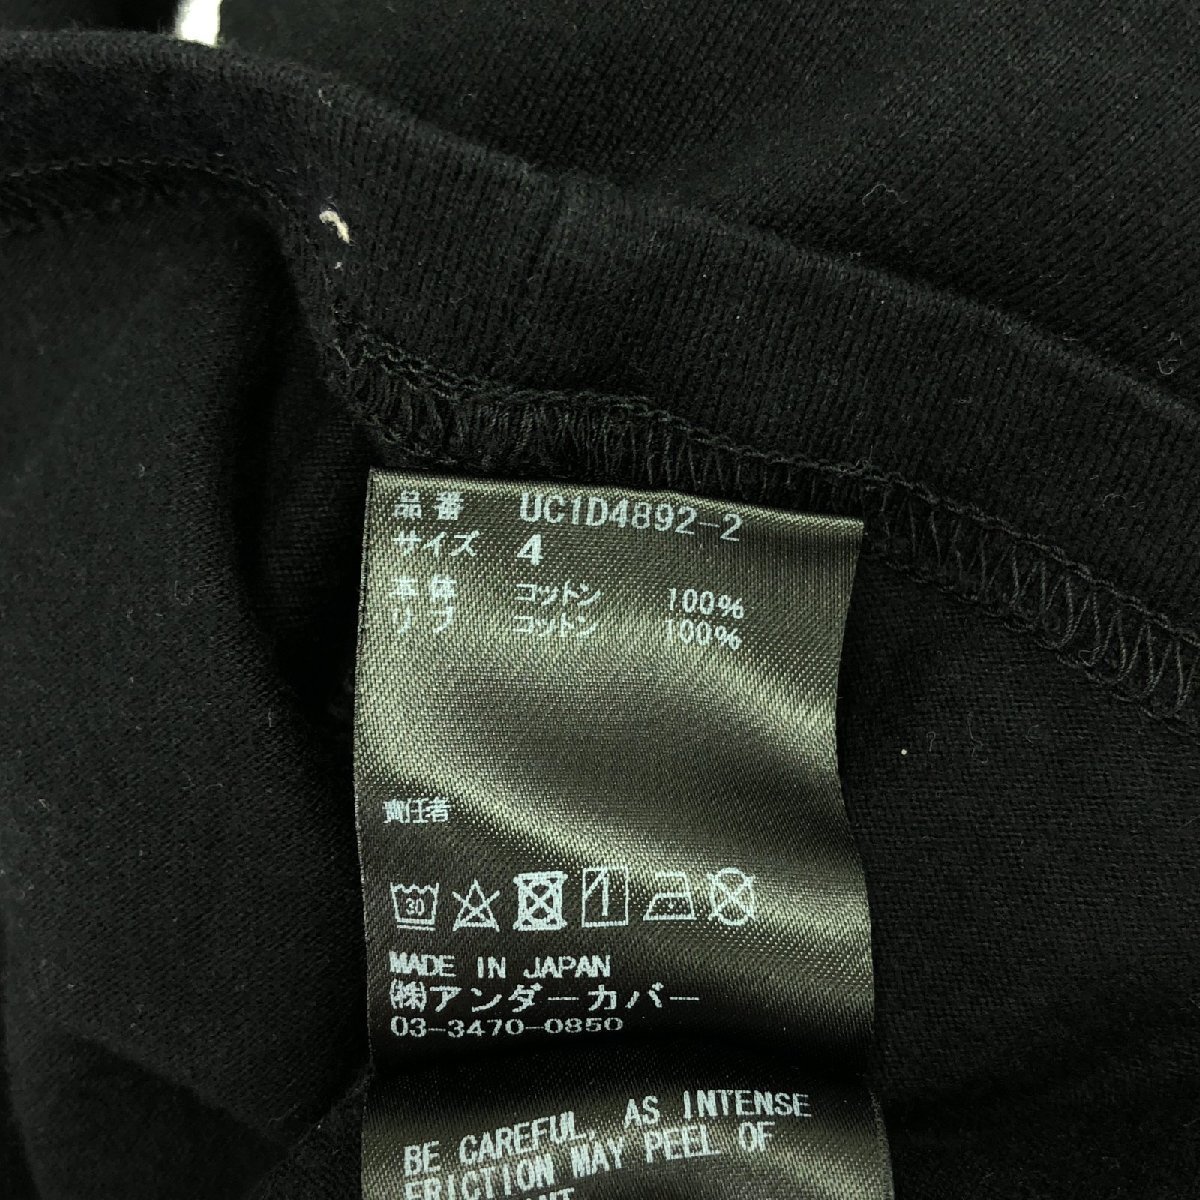 品番 UC1D4892-2
サイズ 4
本体 コットン 100%
リブ コットン 100%
責任者
30
MADE IN JAPAN
(株)アンダーカバー
03-3470-0850
BE CAREFUL, AS INTENSE
FRICTION MAY PEEL OF